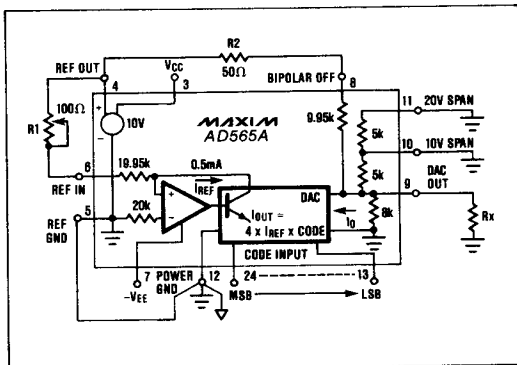 R2
REF OUT
VCC
50Ω
BIPOLAR OFF
4
3
8
11
20V SPAN
100Ω
+
10V
MAXIM
9.95k
5k
R1
AD565A
10
10V SPAN
-
6
19.95k
0.5mA
5k
9
DAC
OUT
REF IN
IREF
+
DAC
5
20k
-
IOUT =
4 x IREF x CODE
IO
8k
RX
REF
GND
CODE INPUT
7
POWER
GND
12
24
13
-VEE
MSB
LSB